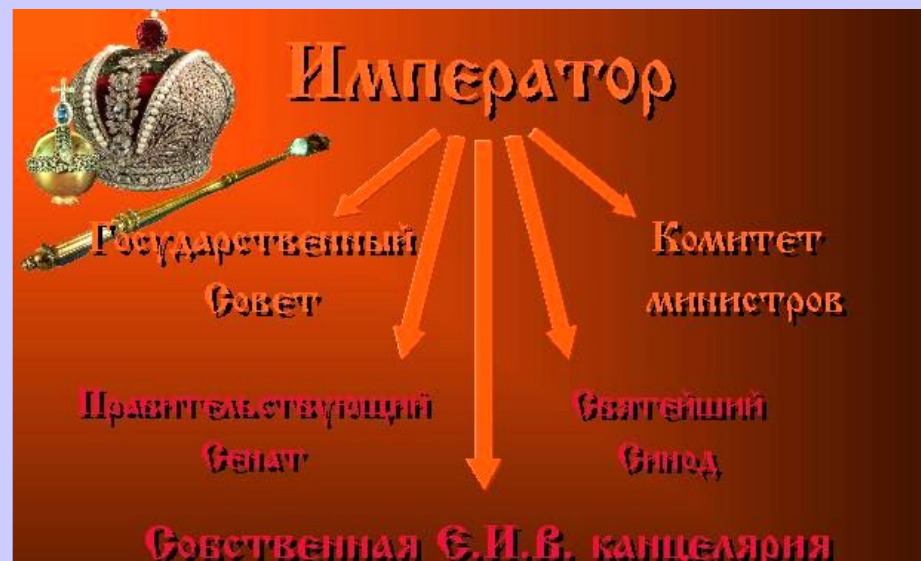 Император
Государственный
Совет
Комитет
министров
Правительствующий
Сенат
Святейший
Синод
Собственная Е.И.В. канцелярия